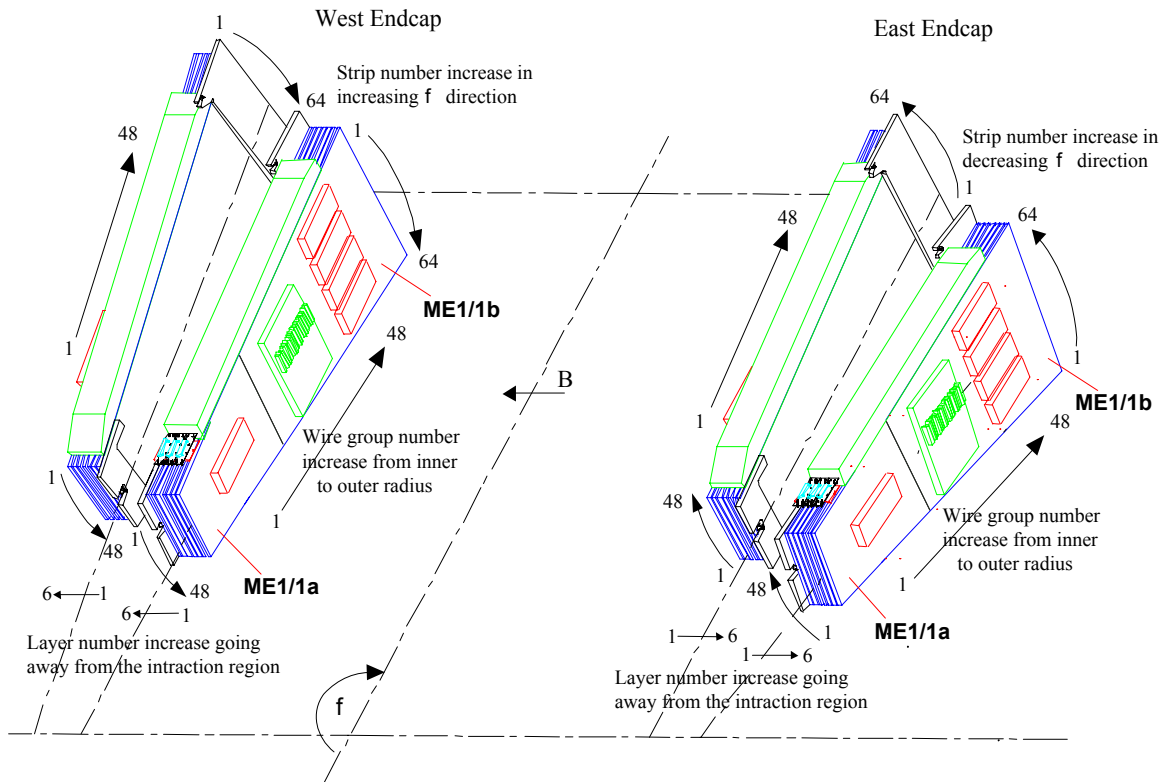 West Endcap
East Endcap
1
Strip number increase in
increasing f direction
64
1
48
64
ME1/1b
48
1
Wire group number
increase from inner
to outer radius
1
1
48
1
48
ME1/1a
6 1
6 1
Layer number increase going
away from the intraction region
B
f
64
Strip number increase in
decreasing f direction
1
64
48
1
ME1/1b
48
1
Wire group number
increase from inner
to outer radius
1
48
1
48
1
ME1/1a
1 6
1 6
Layer number increase going
away from the intraction region